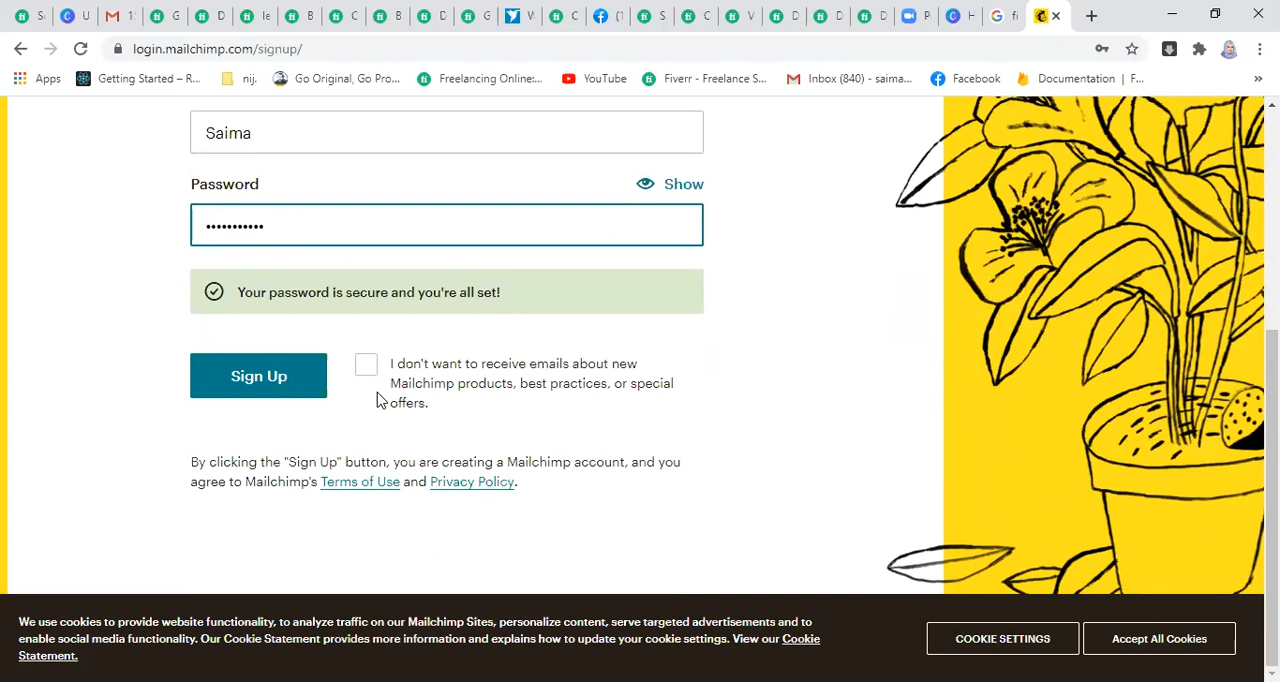 login.mailchimp.com/signup/
Apps
Getting Started – R...
nij.
Go Original, Go Pro...
Freelancing Online:...
YouTube
Fiverr - Freelance S...
Inbox (840) - saima...
Facebook
Documentation | F...
»
Saima
Password
Show
•••••••••••
Your password is secure and you're all set!
Sign Up
I don't want to receive emails about new
Mailchimp products, best practices, or special
offers.
By clicking the "Sign Up" button, you are creating a Mailchimp account, and you
agree to Mailchimp's Terms of Use and Privacy Policy.
We use cookies to provide website functionality, to analyze traffic on our Mailchimp Sites, personalize content, serve targeted advertisements and to
enable social media functionality. Our Cookie Statement provides more information and explains how to update your cookie settings. View our Cookie
Statement.
COOKIE SETTINGS
Accept All Cookies